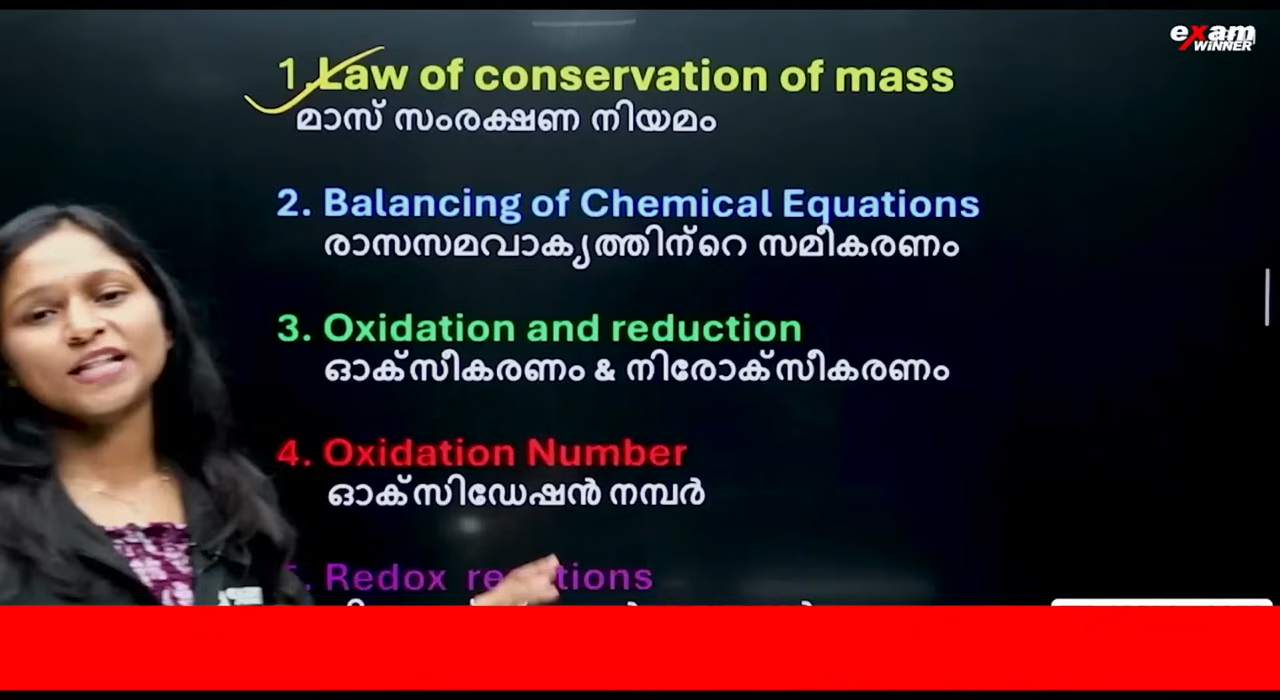 exam
WINNER
1. Law of conservation of mass
മാസ് സംരക്ഷണ നിയമം
2. Balancing of Chemical Equations
രാസസമവാക്യത്തിന്റെ സമീകരണം
3. Oxidation and reduction
ഓക്സീകരണം & നിരോക്സീകരണം
4. Oxidation Number
ഓക്സിഡേഷൻ നമ്പർ
Redox